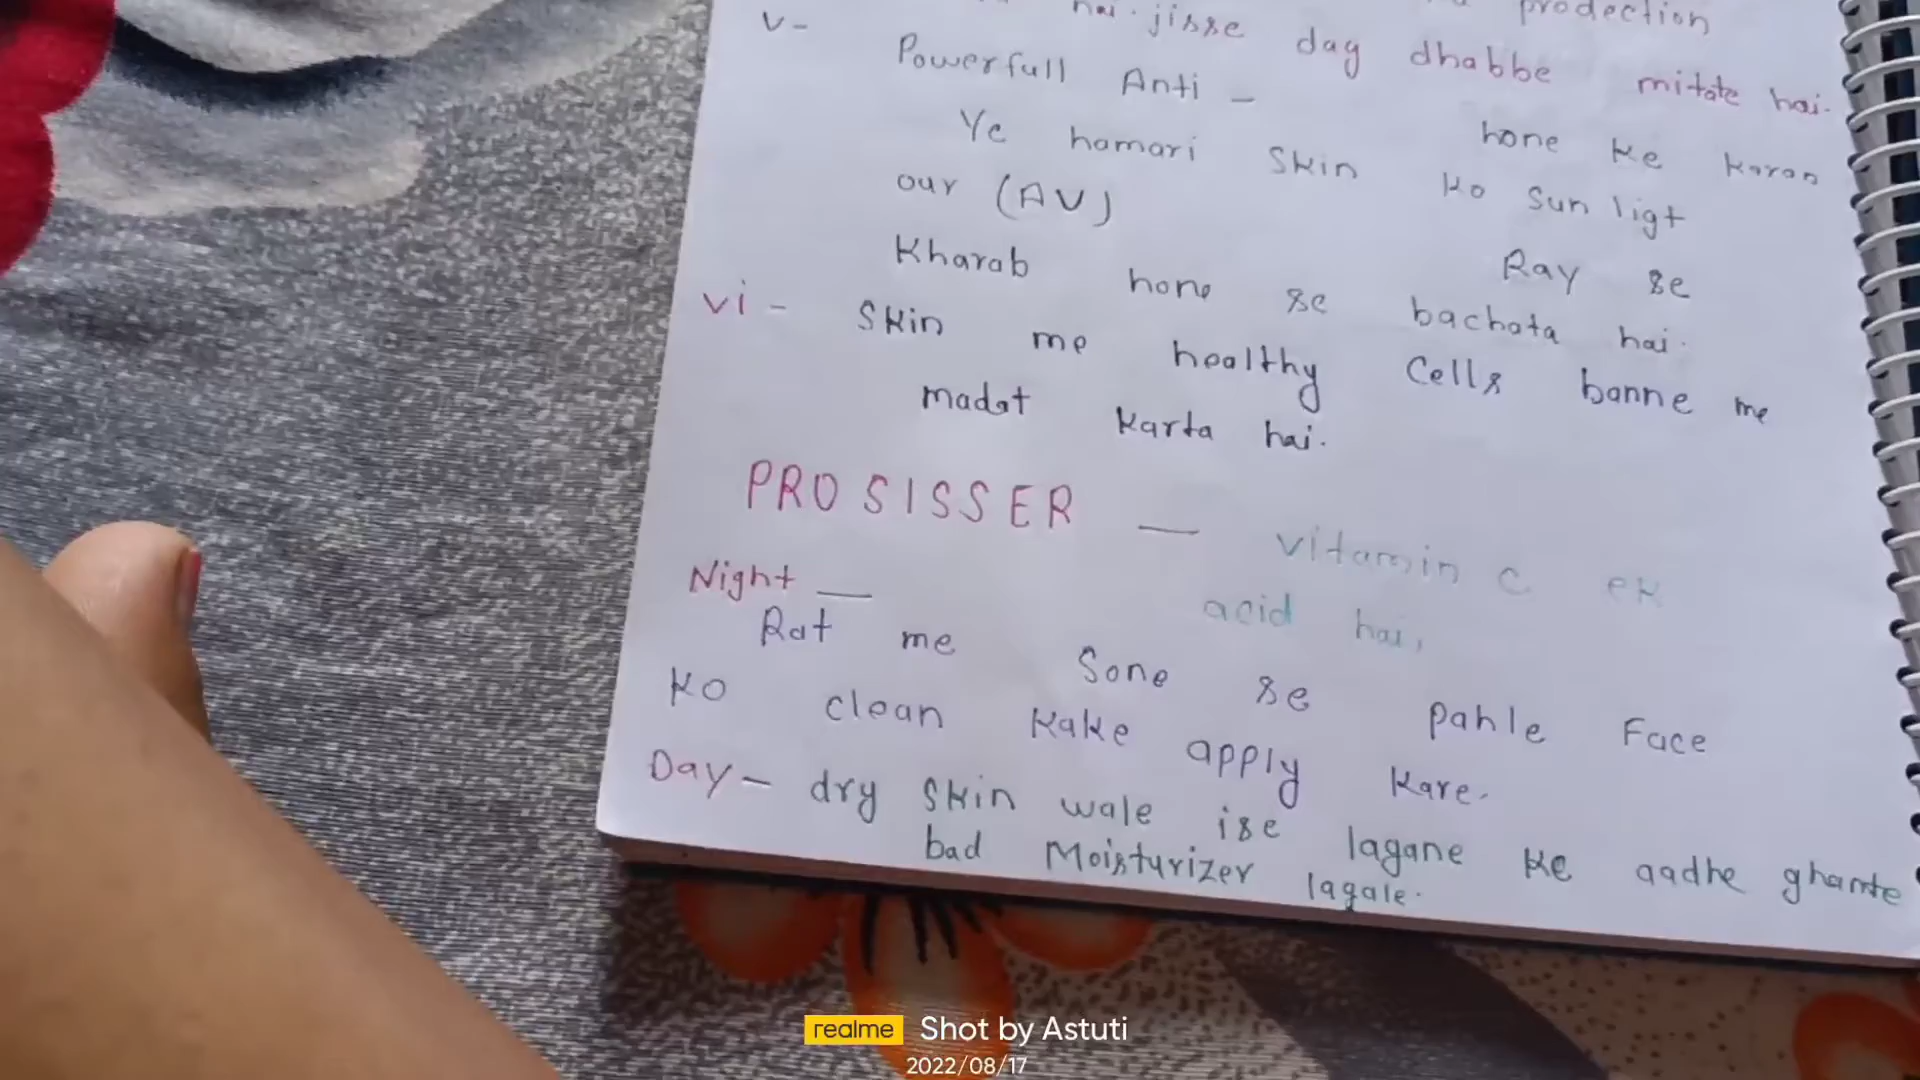 hai. jisse prodection
dag dhabbe mitate hai.
v- Powerfull Anti - hone ke karan
Ye hamari Skin ko Sun ligt
our (AV) Ray se
Kharab hone se bachata hai.
vi - Skin me healthy Cells banne me
madat karta hai.
PROSISSER — vitamin C ek
acid hai,
Night —
Rat me Sone se pahle Face
ko clean kake apply kare.
Day - dry skin wale ise lagane ke aadhe ghante
bad Moisturizer lagale.
realme Shot by Astuti
2022/08/17